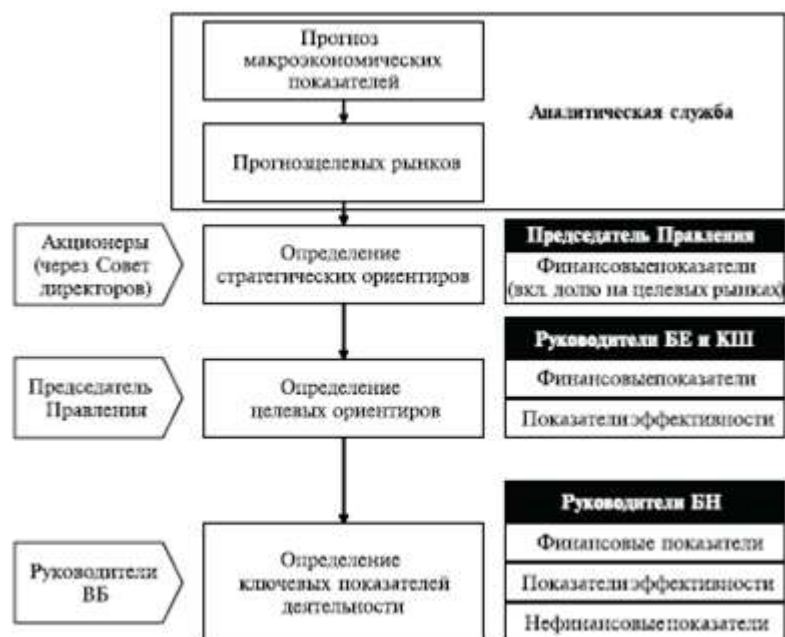 Прогноз
макроэкономических
показателей
Аналитическая служба
Прогнозцелевых рынков
Акционеры
(через Совет
директоров)
Определение
стратегических ориентиров
Председатель Правления
Финансовыепоказатели
(вкл. долю на целевых рынках)
Председатель
Правления
Определение
целевых ориентиров
Руководители БЕ и КШ
Финансовыепоказатели
Показателиэффективности
Руководители
ВБ
Определение
ключевых показателей
деятельности
Руководители БН
Финансовые показатели
Показателиэффективности
Нефинансовыепоказатели